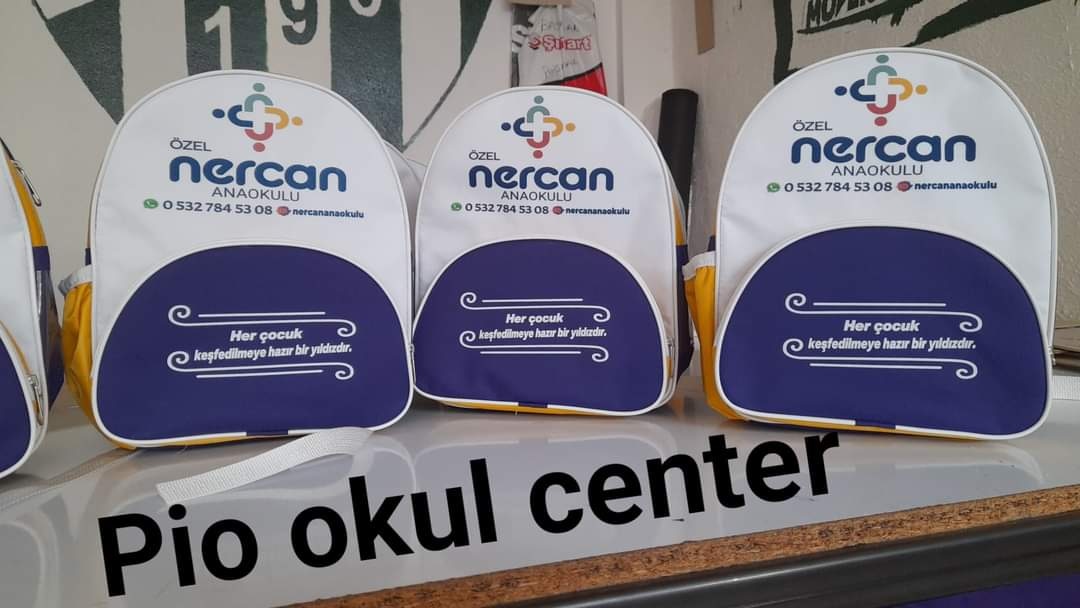 196
Şmart
ÖZEL
nercan
ANAOKULU
0 532 784 53 08 nercananaokulu
Her çocuk
keşfedilmeye hazır bir yıldızdır.
ÖZEL
nercan
ANAOKULU
0 532 784 53 08 nercananaokulu
Her çocuk
keşfedilmeye hazır bir yıldızdır.
ÖZEL
nercan
ANAOKULU
0 532 784 53 08 nercananaokulu
Her çocuk
keşfedilmeye hazır bir yıldızdır.
Pio okul center